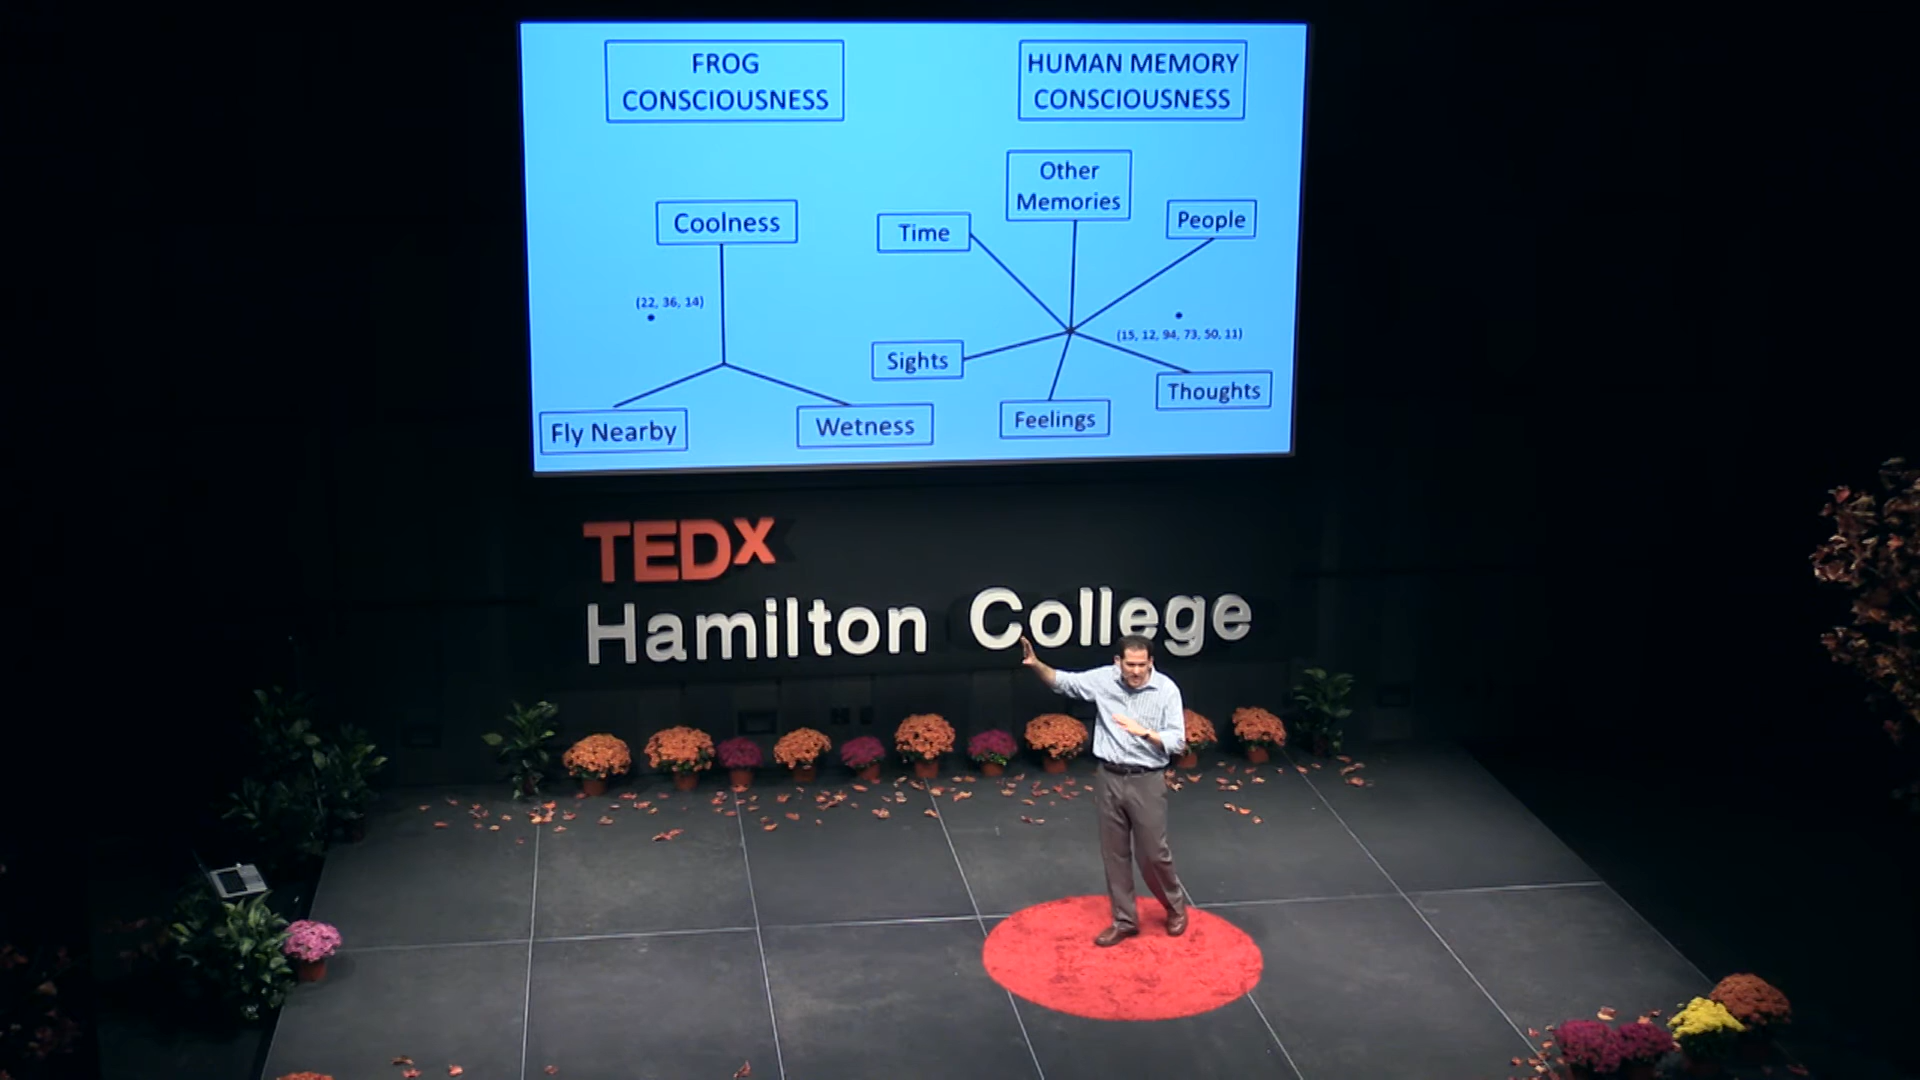 FROG
CONSCIOUSNESS
HUMAN MEMORY
CONSCIOUSNESS
Coolness
(22, 36, 14)
Fly Nearby
Wetness
Other
Memories
Time
People
(15, 12, 94, 73, 50, 11)
Sights
Thoughts
Feelings
TEDx
Hamilton College